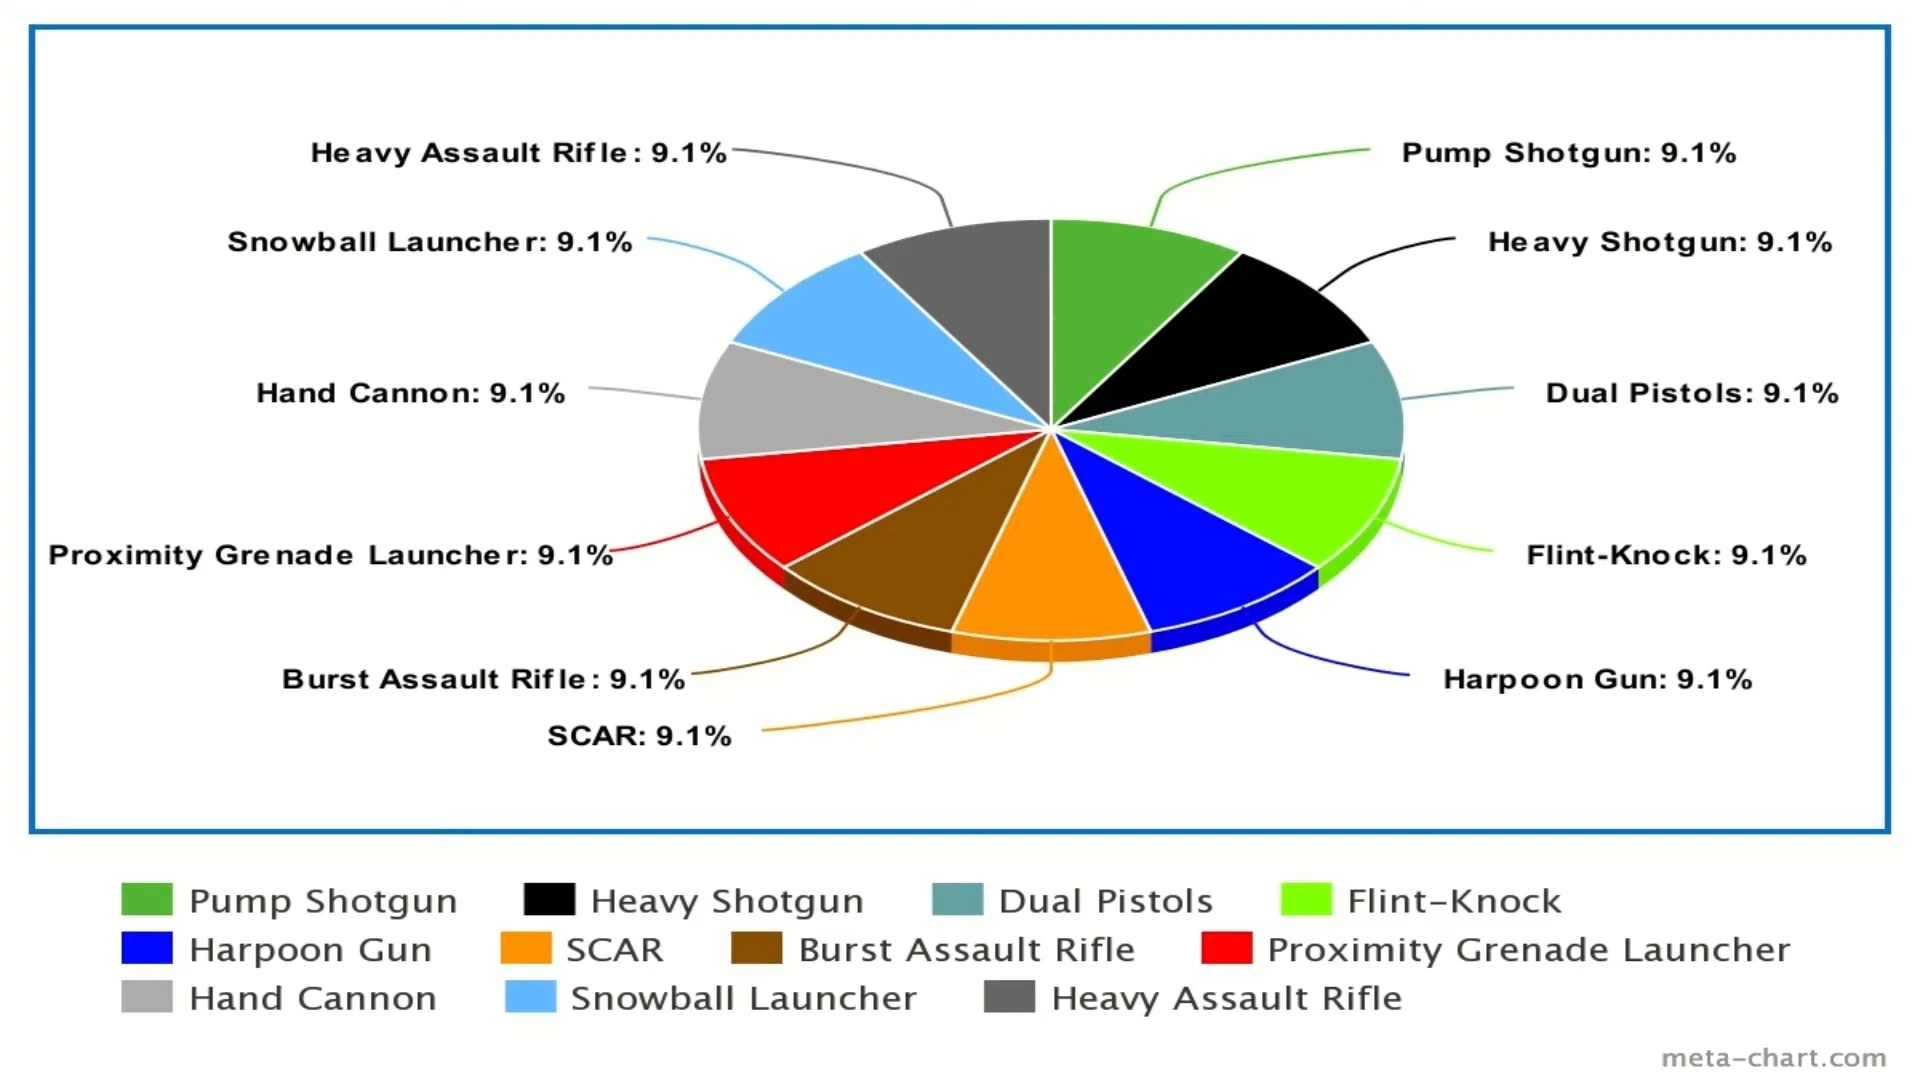 Heavy Assault Rifle: 9.1%
Pump Shotgun: 9.1%
Snowball Launcher: 9.1%
Heavy Shotgun: 9.1%
Hand Cannon: 9.1%
Dual Pistols: 9.1%
Proximity Grenade Launcher: 9.1%
Flint-Knock: 9.1%
Burst Assault Rifle: 9.1%
Harpoon Gun: 9.1%
SCAR: 9.1%
Pump Shotgun Heavy Shotgun Dual Pistols Flint-Knock
Harpoon Gun SCAR Burst Assault Rifle Proximity Grenade Launcher
Hand Cannon Snowball Launcher Heavy Assault Rifle
meta-chart.com